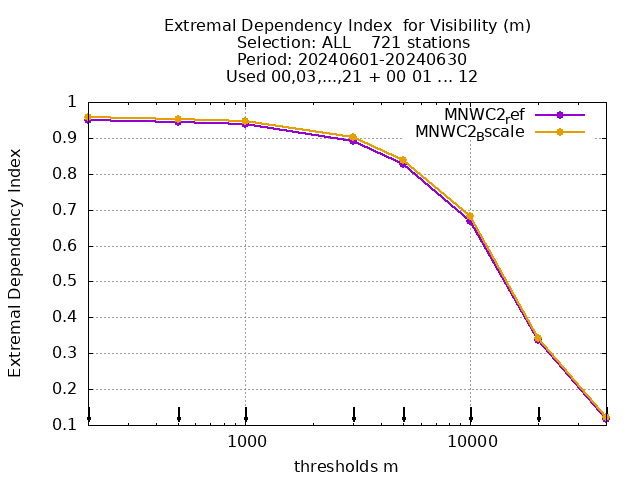 Extremal Dependency Index  for Visibility (m)
Selection: ALL    721 stations
Period: 20240601-20240630
Used 00,03,...,21 + 00 01 ... 12
MNWC2ref
MNWC2Bscale
1
0.9
0.8
0.7
0.6
0.5
0.4
0.3
0.2
0.1
Extremal Dependency Index
1000
10000
thresholds m